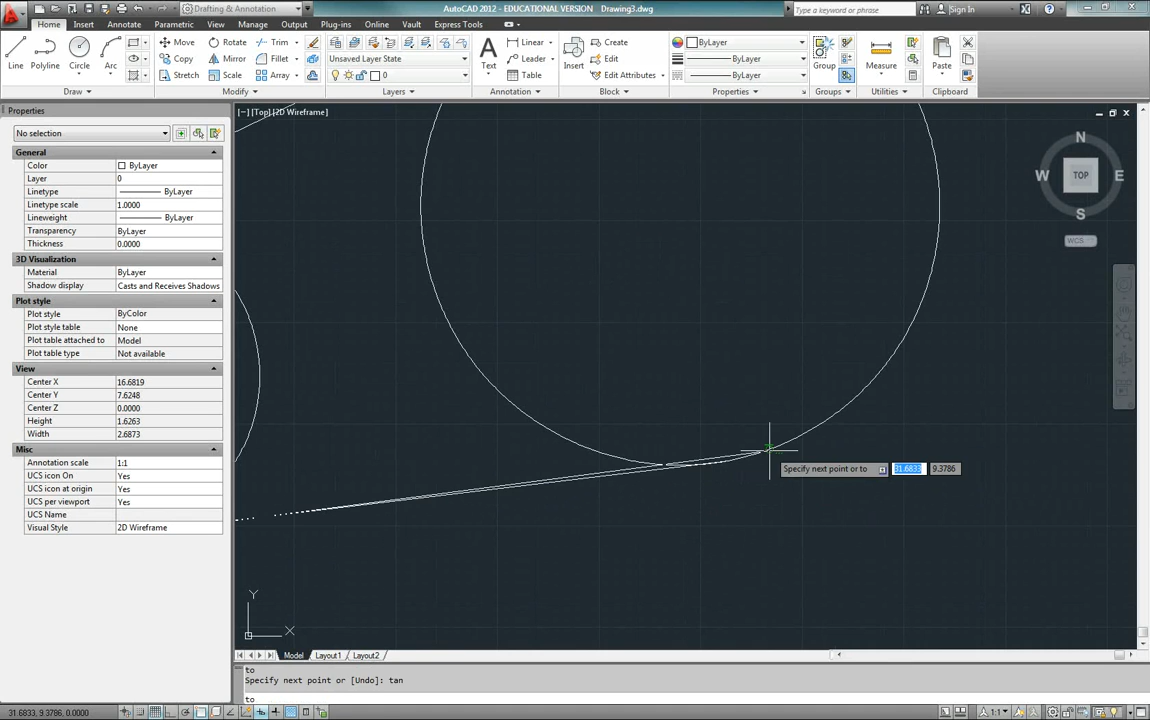 AutoCAD 2012 - EDUCATIONAL VERSION Drawing3.dwg
Drafting & Annotation
Type a keyword or phrase
Sign In
Home Insert Annotate Parametric View Manage Output Plug-ins Online Vault Express Tools
Line Polyline Circle Arc
Move Rotate Trim
Copy Mirror Fillet
Stretch Scale Array
Unsaved Layer State
0
Text
Linear
Leader
Table
Insert
Create
Edit
Edit Attributes
ByLayer
ByLayer
ByLayer
Group
Measure
Paste
Draw Modify Layers Annotation Block Properties Groups Utilities Clipboard
Properties
No selection
General
Color ByLayer
Layer 0
Linetype ByLayer
Linetype scale 1.0000
Lineweight ByLayer
Transparency ByLayer
Thickness 0.0000
3D Visualization
Material ByLayer
Shadow display Casts and Receives Shadows
Plot style
Plot style ByColor
Plot style table None
Plot table attached to Model
Plot table type Not available
View
Center X 16.6819
Center Y 7.6248
Center Z 0.0000
Height 1.6263
Width 2.6873
Misc
Annotation scale 1:1
UCS icon On Yes
UCS icon at origin Yes
UCS per viewport Yes
UCS Name
Visual Style 2D Wireframe
[−] [Top] [2D Wireframe]
N
W TOP E
S
WCS
Specify next point or to 31.6833 9.3786
Y
X
Model Layout1 Layout2
to
Specify next point or [Undo]: tan
to
31.6833, 9.3786, 0.0000
1:1